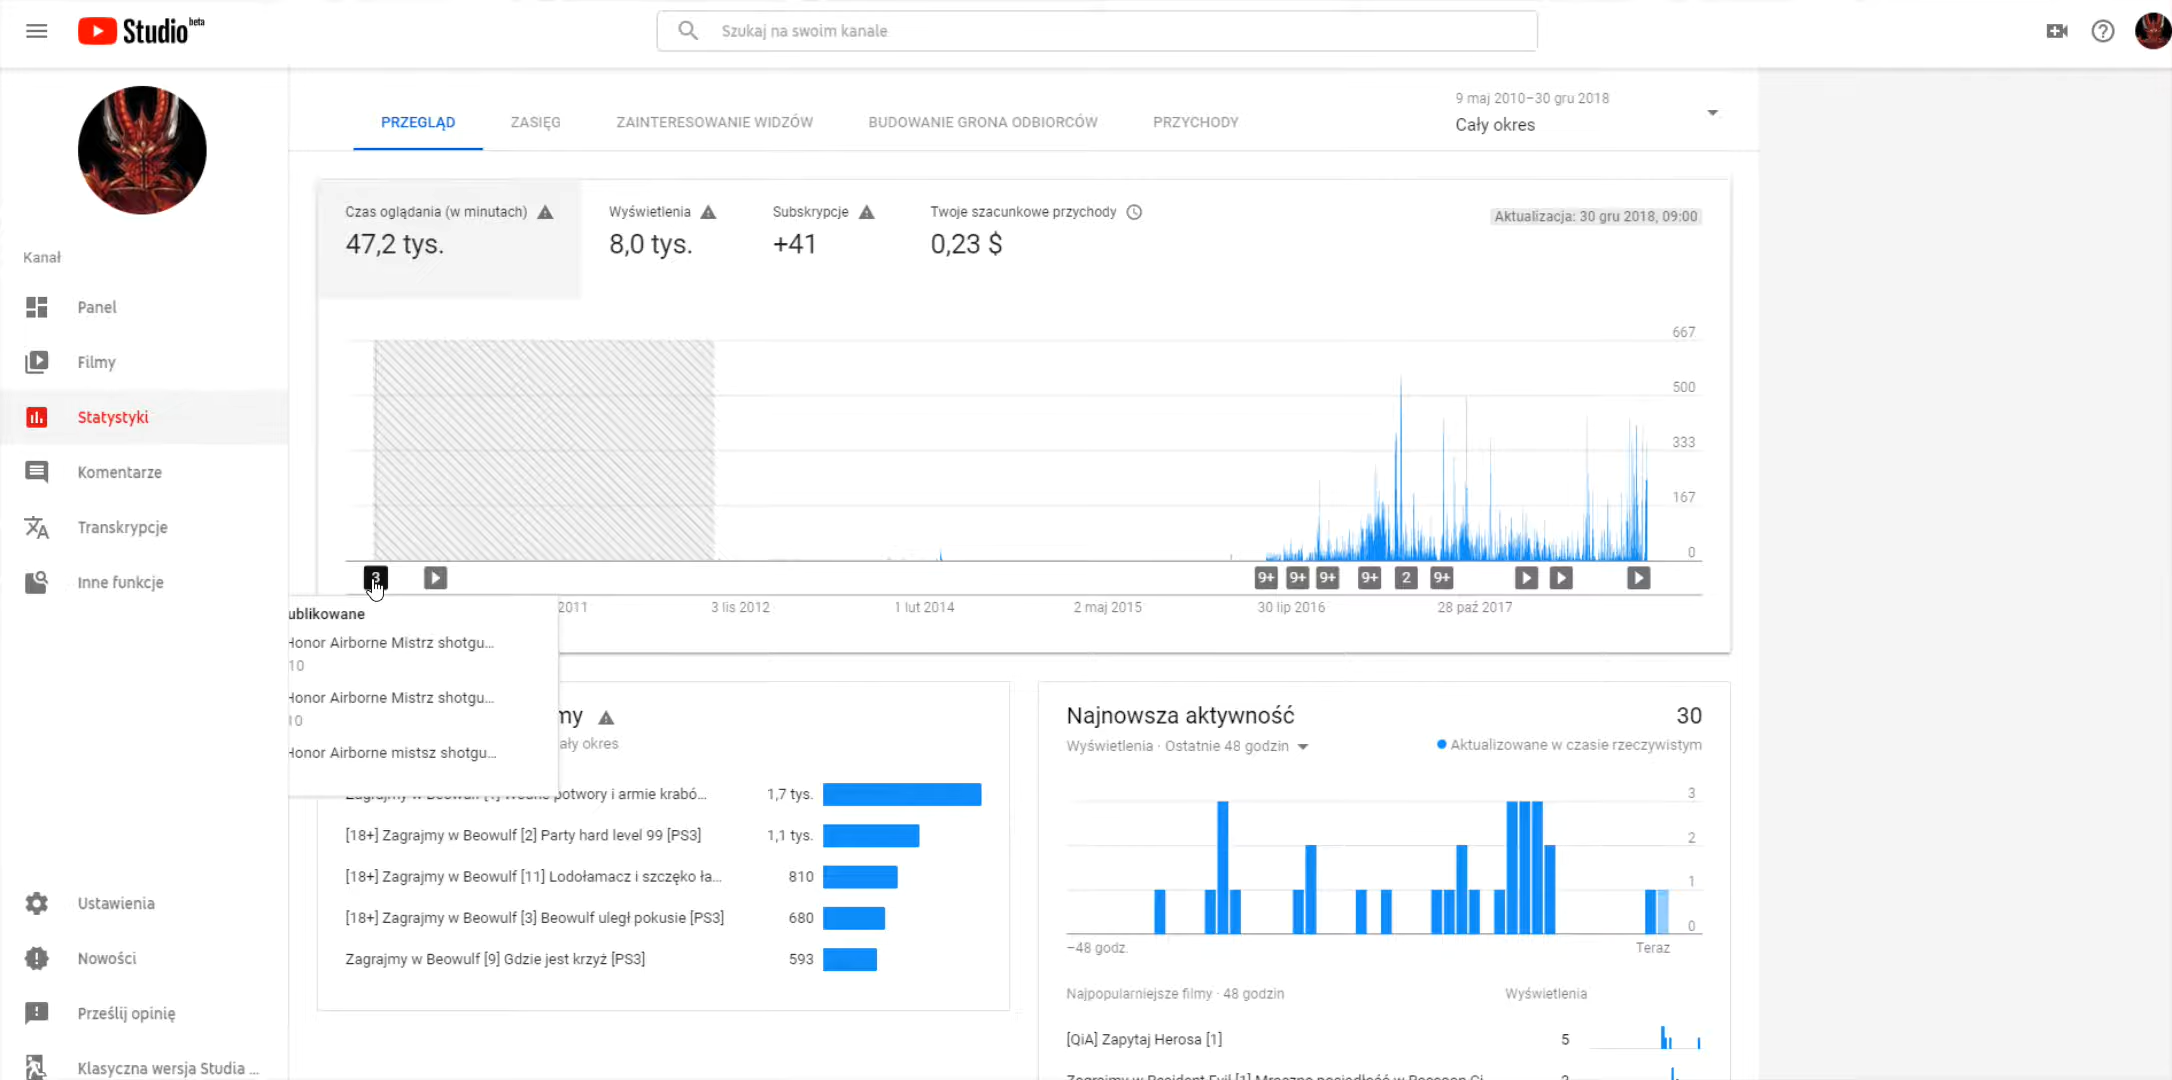 Studio beta
Szukaj na swoim kanale
Kanał
Panel
Filmy
Statystyki
Komentarze
Transkrypcje
Inne funkcje
Ustawienia
Nowości
Prześlij opinię
Klasyczna wersja Studia ...
PRZEGLĄD
ZASIĘG
ZAINTERESOWANIE WIDZÓW
BUDOWANIE GRONA ODBIORCÓW
PRZYCHODY
9 maj 2010–30 gru 2018
Cały okres
Czas oglądania (w minutach)
47,2 tys.
Wyświetlenia
8,0 tys.
Subskrypcje
+41
Twoje szacunkowe przychody
0,23 $
Aktualizacja: 30 gru 2018, 09:00
667
500
333
167
0
3
9+ 9+ 9+ 9+ 2 9+
2011 3 lis 2012 1 lut 2014 2 maj 2015 30 lip 2016 28 paź 2017
ublikowane
Honor Airborne Mistrz shotgu...
10
Honor Airborne Mistrz shotgu...
10
Honor Airborne mistsz shotgu...
my
ały okres
potwory i armie krabó... 1,7 tys.
[18+] Zagrajmy w Beowulf [2] Party hard level 99 [PS3] 1,1 tys.
[18+] Zagrajmy w Beowulf [11] Lodołamacz i szczęko ła... 810
[18+] Zagrajmy w Beowulf [3] Beowulf uległ pokusie [PS3] 680
Zagrajmy w Beowulf [9] Gdzie jest krzyż [PS3] 593
Najnowsza aktywność 30
Wyświetlenia · Ostatnie 48 godzin
Aktualizowane w czasie rzeczywistym
3
2
1
0
−48 godz. Teraz
Najpopularniejsze filmy · 48 godzin Wyświetlenia
[QiA] Zapytaj Herosa [1] 5